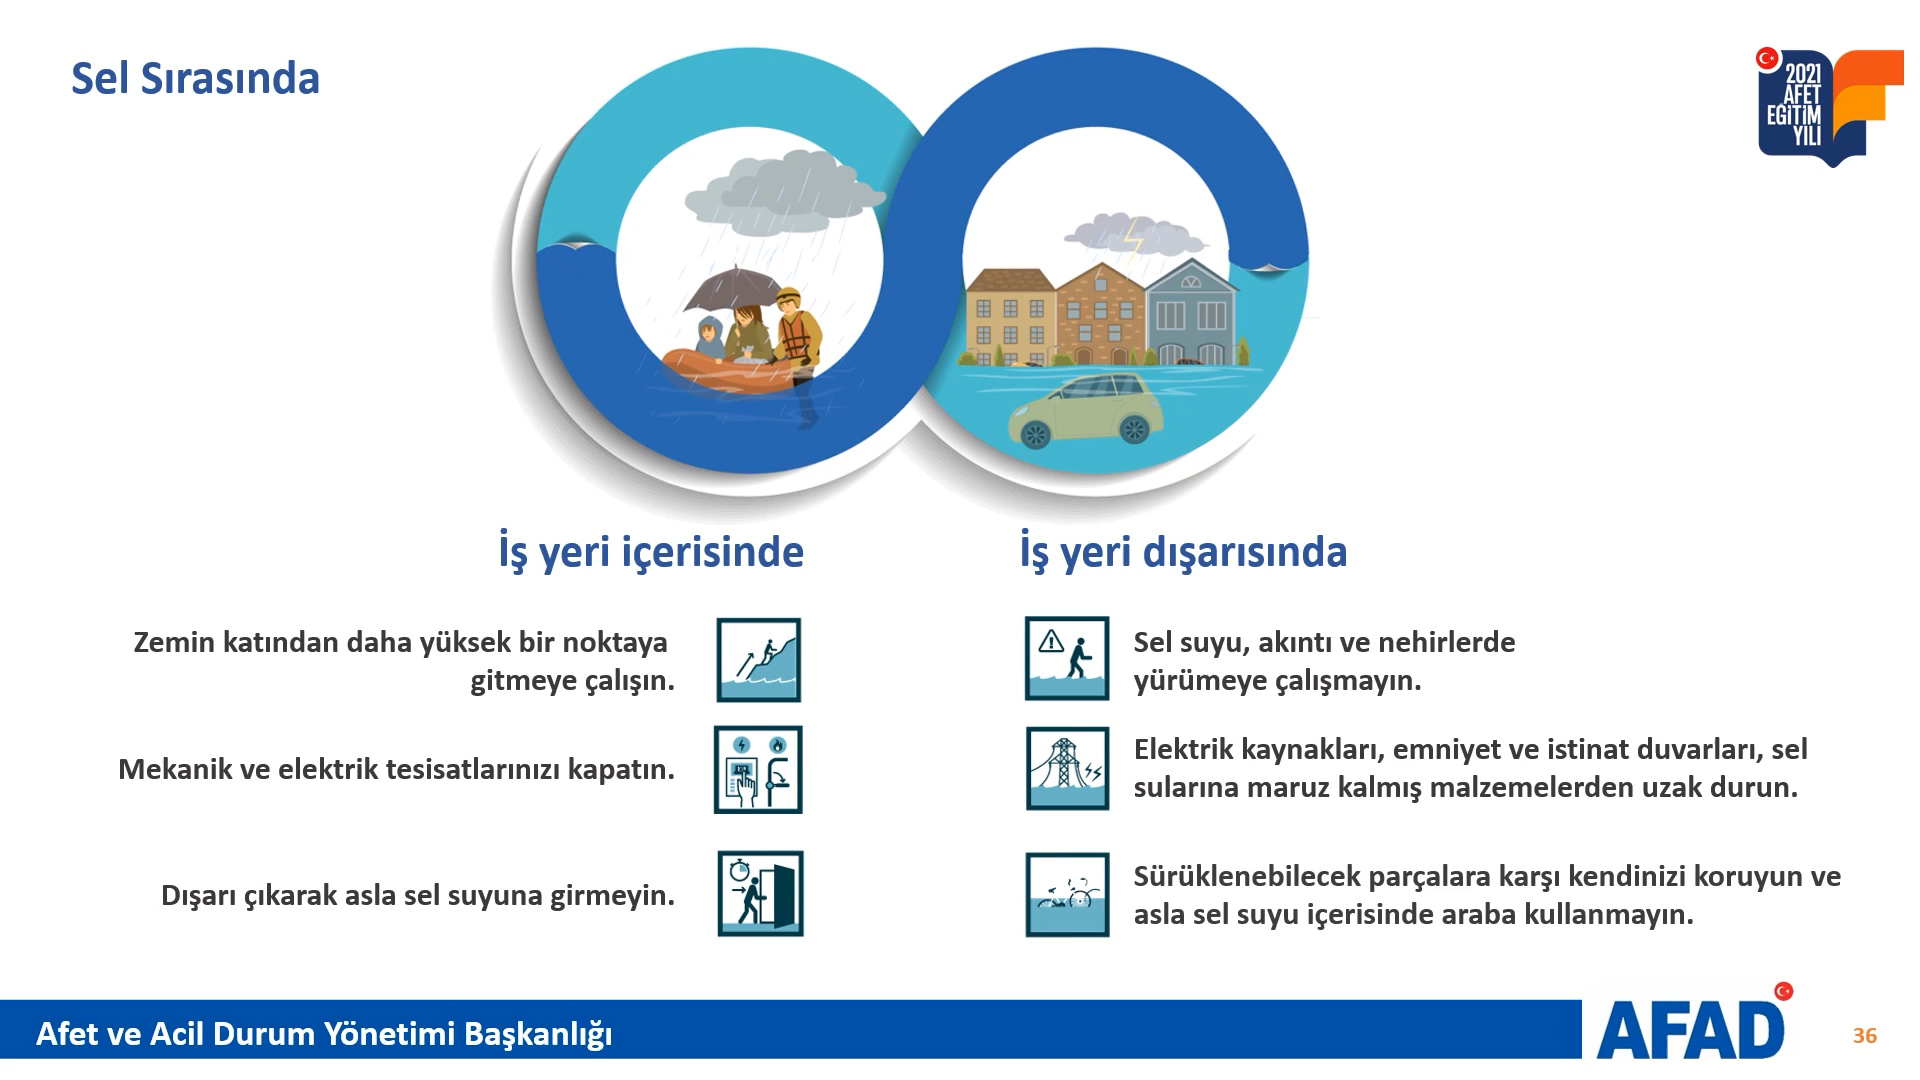 Sel Sırasında
2021
AFET
EĞİTİM
YILI
İş yeri içerisinde
Zemin katından daha yüksek bir noktaya
gitmeye çalışın.
Mekanik ve elektrik tesisatlarınızı kapatın.
Dışarı çıkarak asla sel suyuna girmeyin.
İş yeri dışarısında
Sel suyu, akıntı ve nehirlerde
yürümeye çalışmayın.
Elektrik kaynakları, emniyet ve istinat duvarları, sel
sularına maruz kalmış malzemelerden uzak durun.
Sürüklenebilecek parçalara karşı kendinizi koruyun ve
asla sel suyu içerisinde araba kullanmayın.
Afet ve Acil Durum Yönetimi Başkanlığı
AFAD
36